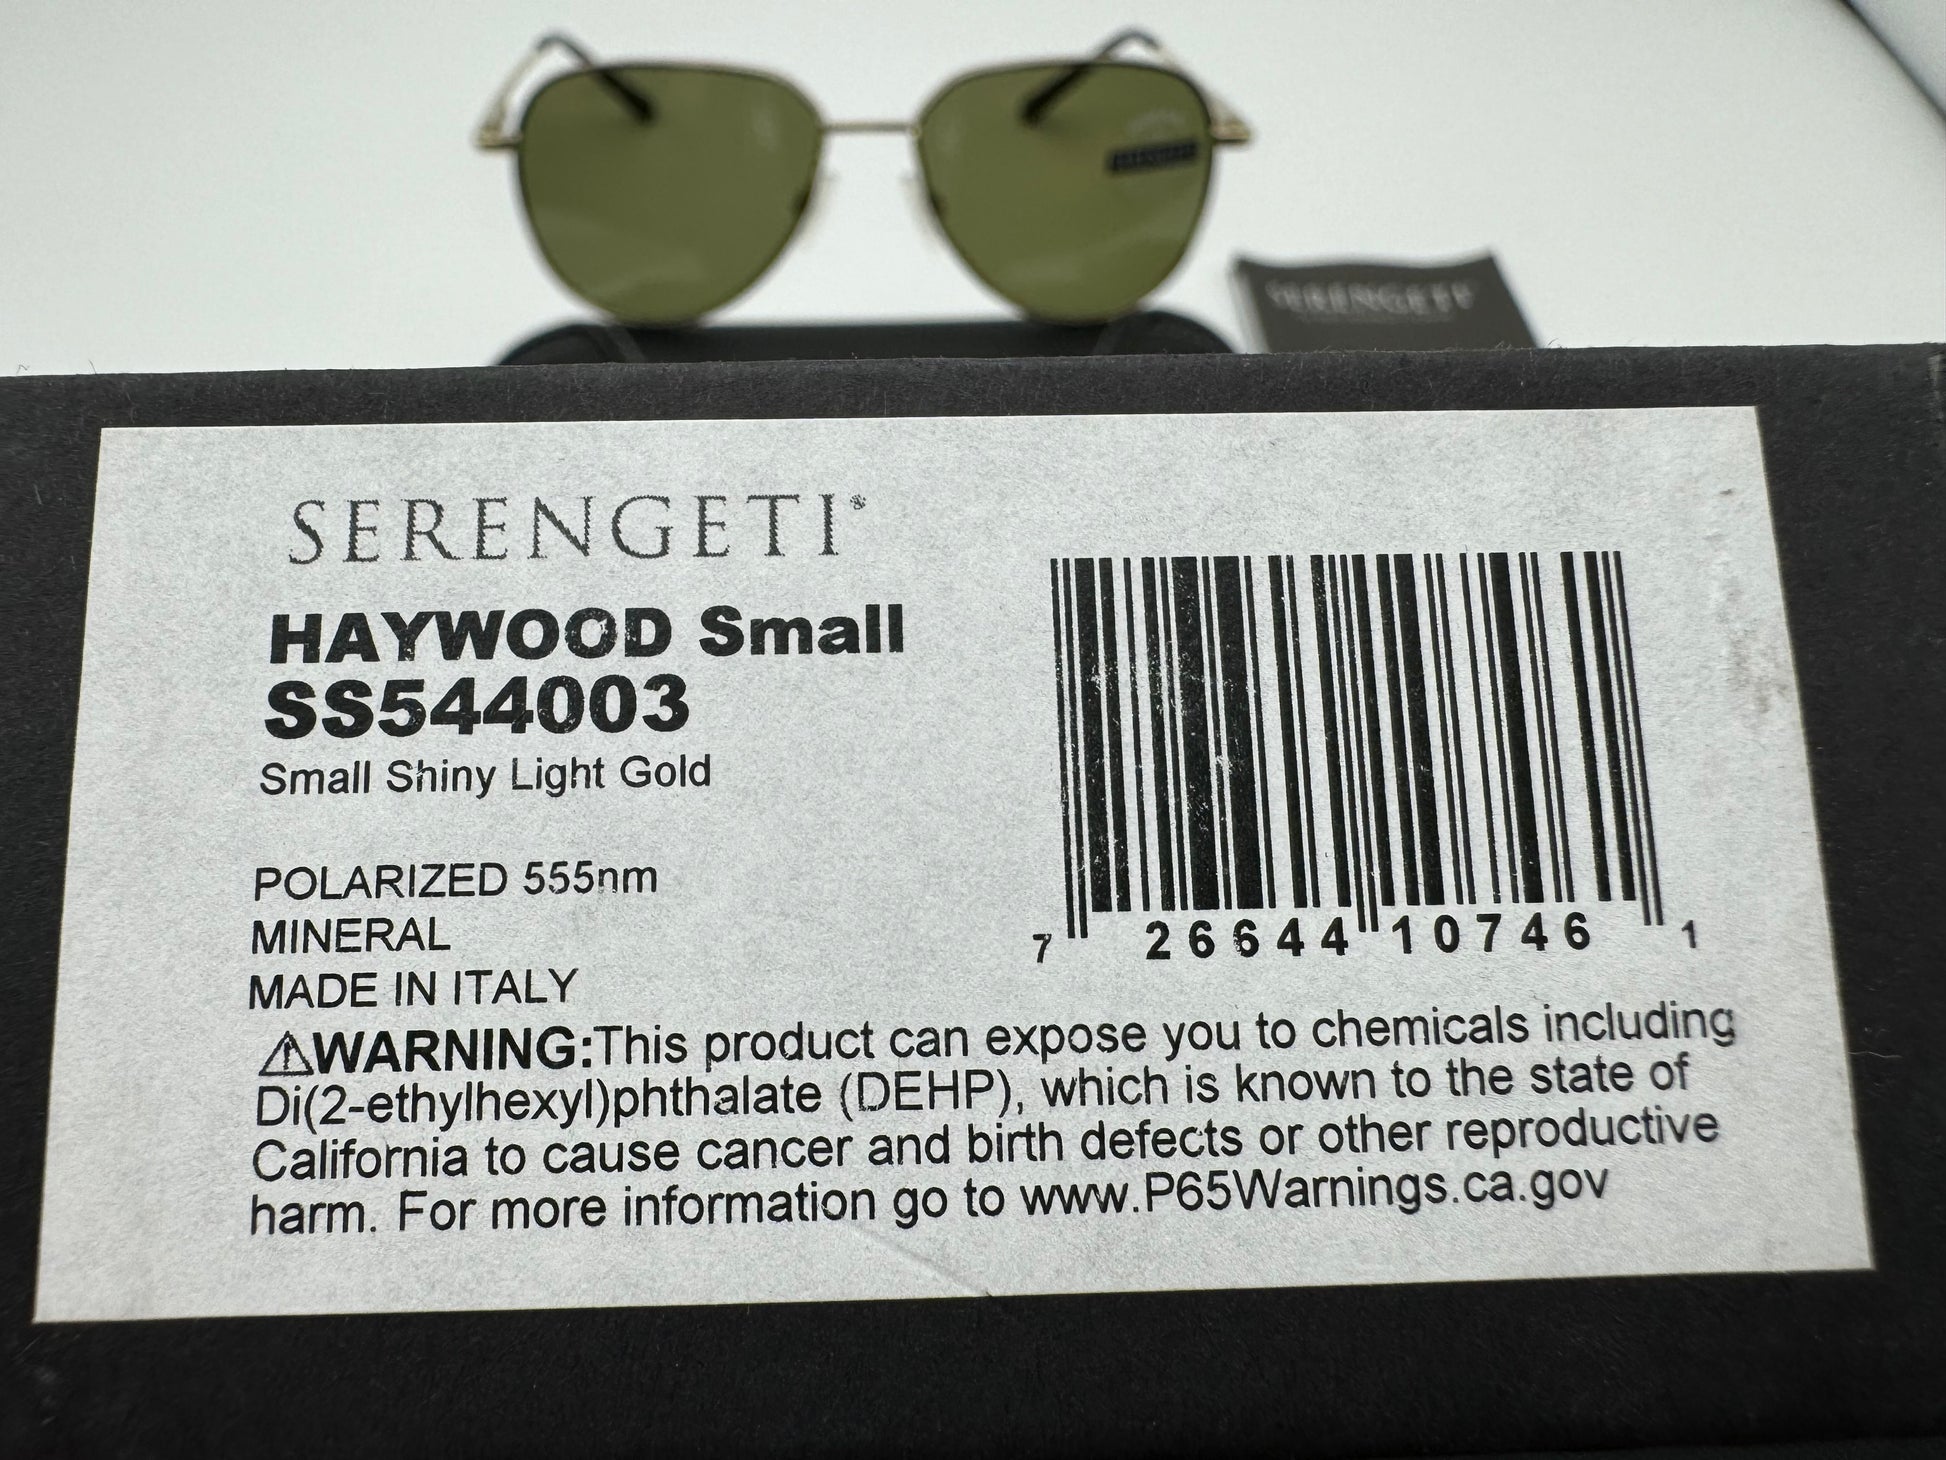 SERENGETI
SERENGETI®
HAYWOOD Small
SS544003
Small Shiny Light Gold
POLARIZED 555nm
MINERAL
MADE IN ITALY
7 26644 10746 1
⚠WARNING:This product can expose you to chemicals including
Di(2-ethylhexyl)phthalate (DEHP), which is known to the state of
California to cause cancer and birth defects or other reproductive
harm. For more information go to www.P65Warnings.ca.gov